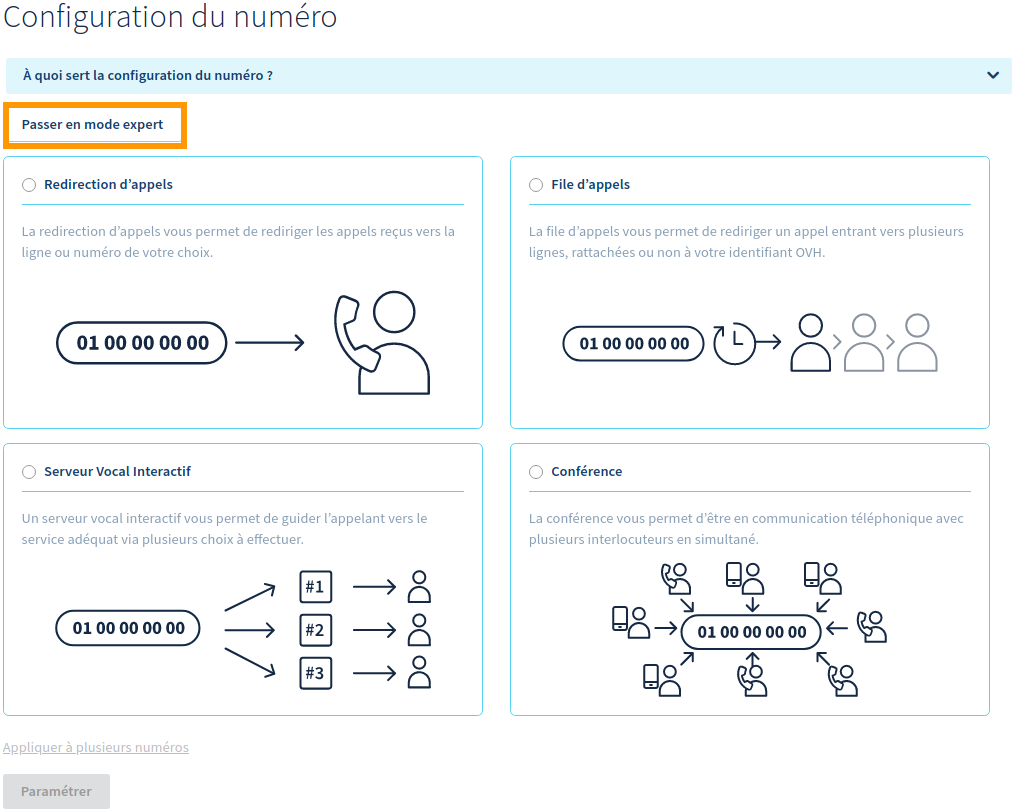 Configuration du numéro
À quoi sert la configuration du numéro ?
Passer en mode expert
Redirection d'appels
La redirection d'appels vous permet de rediriger les appels reçus vers la
ligne ou numéro de votre choix.
01 00 00 00 00
File d'appels
La file d'appels vous permet de rediriger un appel entrant vers plusieurs
lignes, rattachées ou non à votre identifiant OVH.
01 00 00 00 00
Serveur Vocal Interactif
Un serveur vocal interactif vous permet de guider l'appelant vers le
service adéquat via plusieurs choix à effectuer.
#1
01 00 00 00 00
#2
#3
Conférence
La conférence vous permet d'être en communication téléphonique avec
plusieurs interlocuteurs en simultané.
01 00 00 00 00
Appliquer à plusieurs numéros
Paramétrer